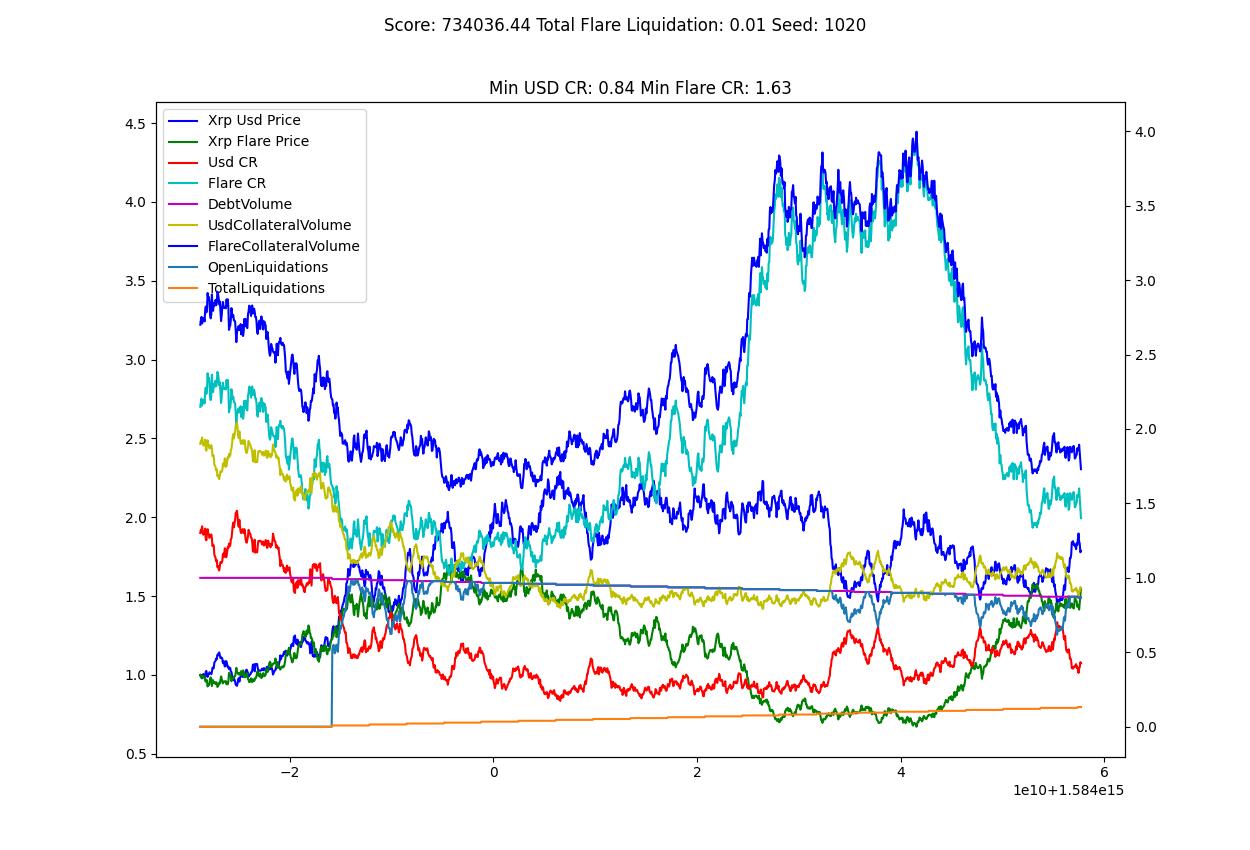 Score: 734036.44 Total Flare Liquidation: 0.01 Seed: 1020
Min USD CR: 0.84 Min Flare CR: 1.63
Xrp Usd Price
Xrp Flare Price
Usd CR
Flare CR
DebtVolume
UsdCollateralVolume
FlareCollateralVolume
OpenLiquidations
TotalLiquidations
4.5
4.0
3.5
3.0
2.5
2.0
1.5
1.0
0.5
4.0
3.5
3.0
2.5
2.0
1.5
1.0
0.5
0.0
−2 0 2 4 6
1e10+1.584e15